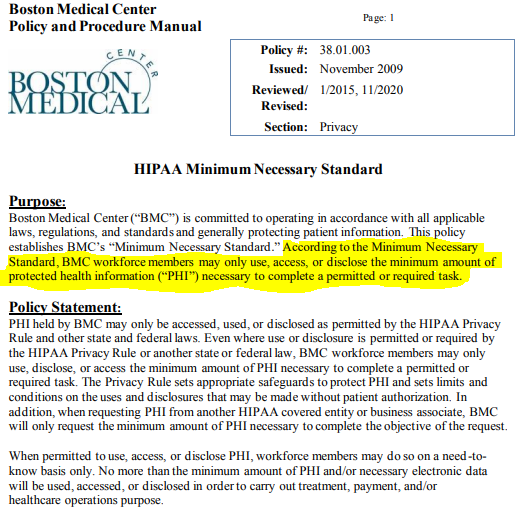 Boston Medical Center
Policy and Procedure Manual
Page: 1
CENTER
BOSTON
MEDICAL
Policy #: 38.01.003
Issued: November 2009
Reviewed/ 1/2015, 11/2020
Revised:
Section: Privacy
HIPAA Minimum Necessary Standard
Purpose:
Boston Medical Center (“BMC”) is committed to operating in accordance with all applicable
laws, regulations, and standards and generally protecting patient information. This policy
establishes BMC’s “Minimum Necessary Standard.” According to the Minimum Necessary
Standard, BMC workforce members may only use, access, or disclose the minimum amount of
protected health information (“PHI”) necessary to complete a permitted or required task.
Policy Statement:
PHI held by BMC may only be accessed, used, or disclosed as permitted by the HIPAA Privacy
Rule and other state and federal laws. Even where use or disclosure is permitted or required by
the HIPAA Privacy Rule or another state or federal law, BMC workforce members may only
use, disclose, or access the minimum amount of PHI necessary to complete a permitted or
required task. The Privacy Rule sets appropriate safeguards to protect PHI and sets limits and
conditions on the uses and disclosures that may be made without patient authorization. In
addition, when requesting PHI from another HIPAA covered entity or business associate, BMC
will only request the minimum amount of PHI necessary to complete the objective of the request.
When permitted to use, access, or disclose PHI, workforce members may do so on a need-to-
know basis only. No more than the minimum amount of PHI and/or necessary electronic data
will be used, accessed, or disclosed in order to carry out treatment, payment, and/or
healthcare operations purpose.